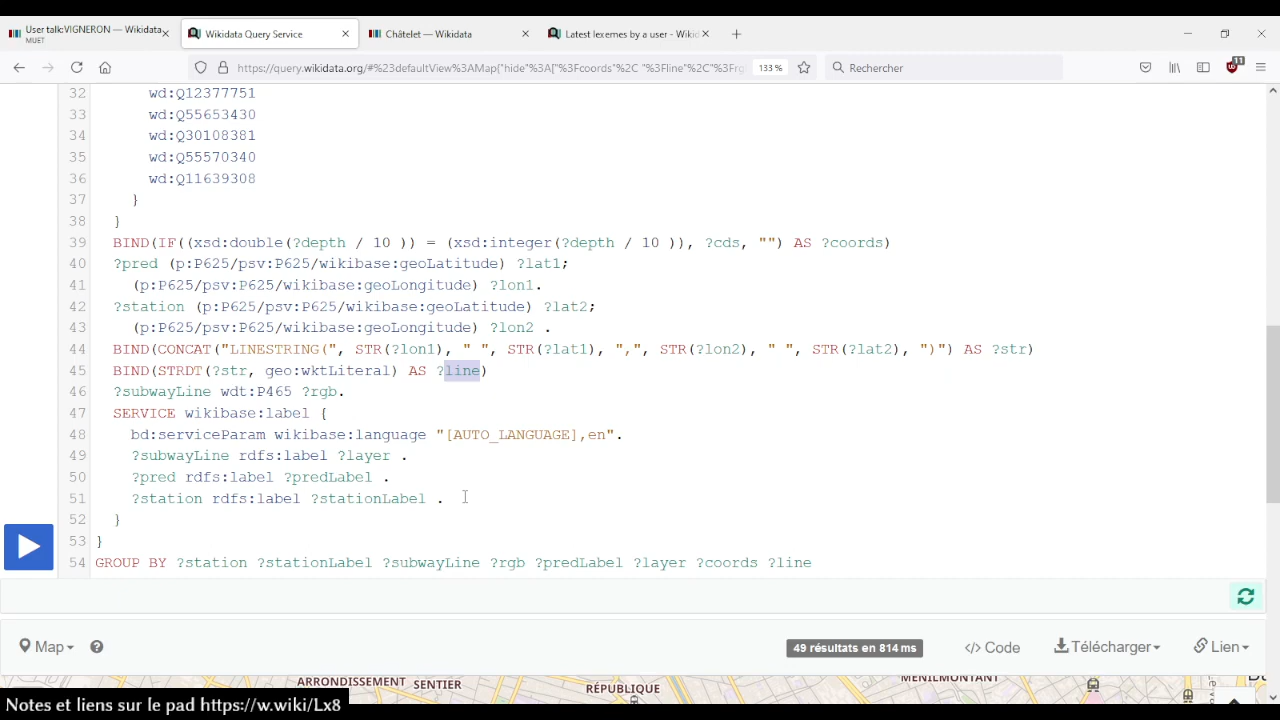 User talk:VIGNERON — Wikidata
MUET
Wikidata Query Service
Châtelet — Wikidata
Latest lexemes by a user - Wikid
https://query.wikidata.org/#%23defaultView%3AMap{"hide"%3A["%3Fcoords"%2C "%3Fline"%2C"%3Frg
133 %
Rechercher
11
32 wd:Q12377751
33 wd:Q55653430
34 wd:Q30108381
35 wd:Q55570340
36 wd:Q11639308
37 }
38 }
39 BIND(IF((xsd:double(?depth / 10 )) = (xsd:integer(?depth / 10 )), ?cds, "") AS ?coords)
40 ?pred (p:P625/psv:P625/wikibase:geoLatitude) ?lat1;
41 (p:P625/psv:P625/wikibase:geoLongitude) ?lon1.
42 ?station (p:P625/psv:P625/wikibase:geoLatitude) ?lat2;
43 (p:P625/psv:P625/wikibase:geoLongitude) ?lon2 .
44 BIND(CONCAT("LINESTRING(", STR(?lon1), " ", STR(?lat1), ",", STR(?lon2), " ", STR(?lat2), ")") AS ?str)
45 BIND(STRDT(?str, geo:wktLiteral) AS ?line)
46 ?subwayLine wdt:P465 ?rgb.
47 SERVICE wikibase:label {
48 bd:serviceParam wikibase:language "[AUTO_LANGUAGE],en".
49 ?subwayLine rdfs:label ?layer .
50 ?pred rdfs:label ?predLabel .
51 ?station rdfs:label ?stationLabel .
52 }
53 }
54 GROUP BY ?station ?stationLabel ?subwayLine ?rgb ?predLabel ?layer ?coords ?line
Map
49 résultats en 814 ms
</> Code
Télécharger
Lien
ARRONDISSEMENT SENTIER
RÉPUBLIQUE
MÉNILMONTANT
Notes et liens sur le pad https://w.wiki/Lx8